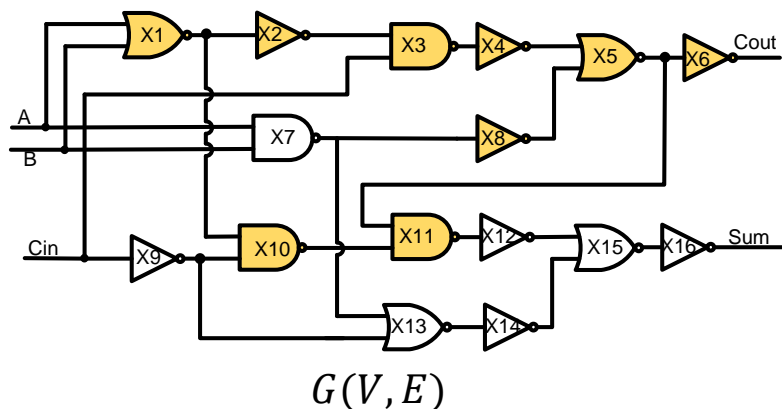 X1 X2 X3 X4 X5 X6 Cout
A X7 X8
B
Cin X9 X10 X11 X12 X15 X16 Sum
X13 X14
G(V, E)